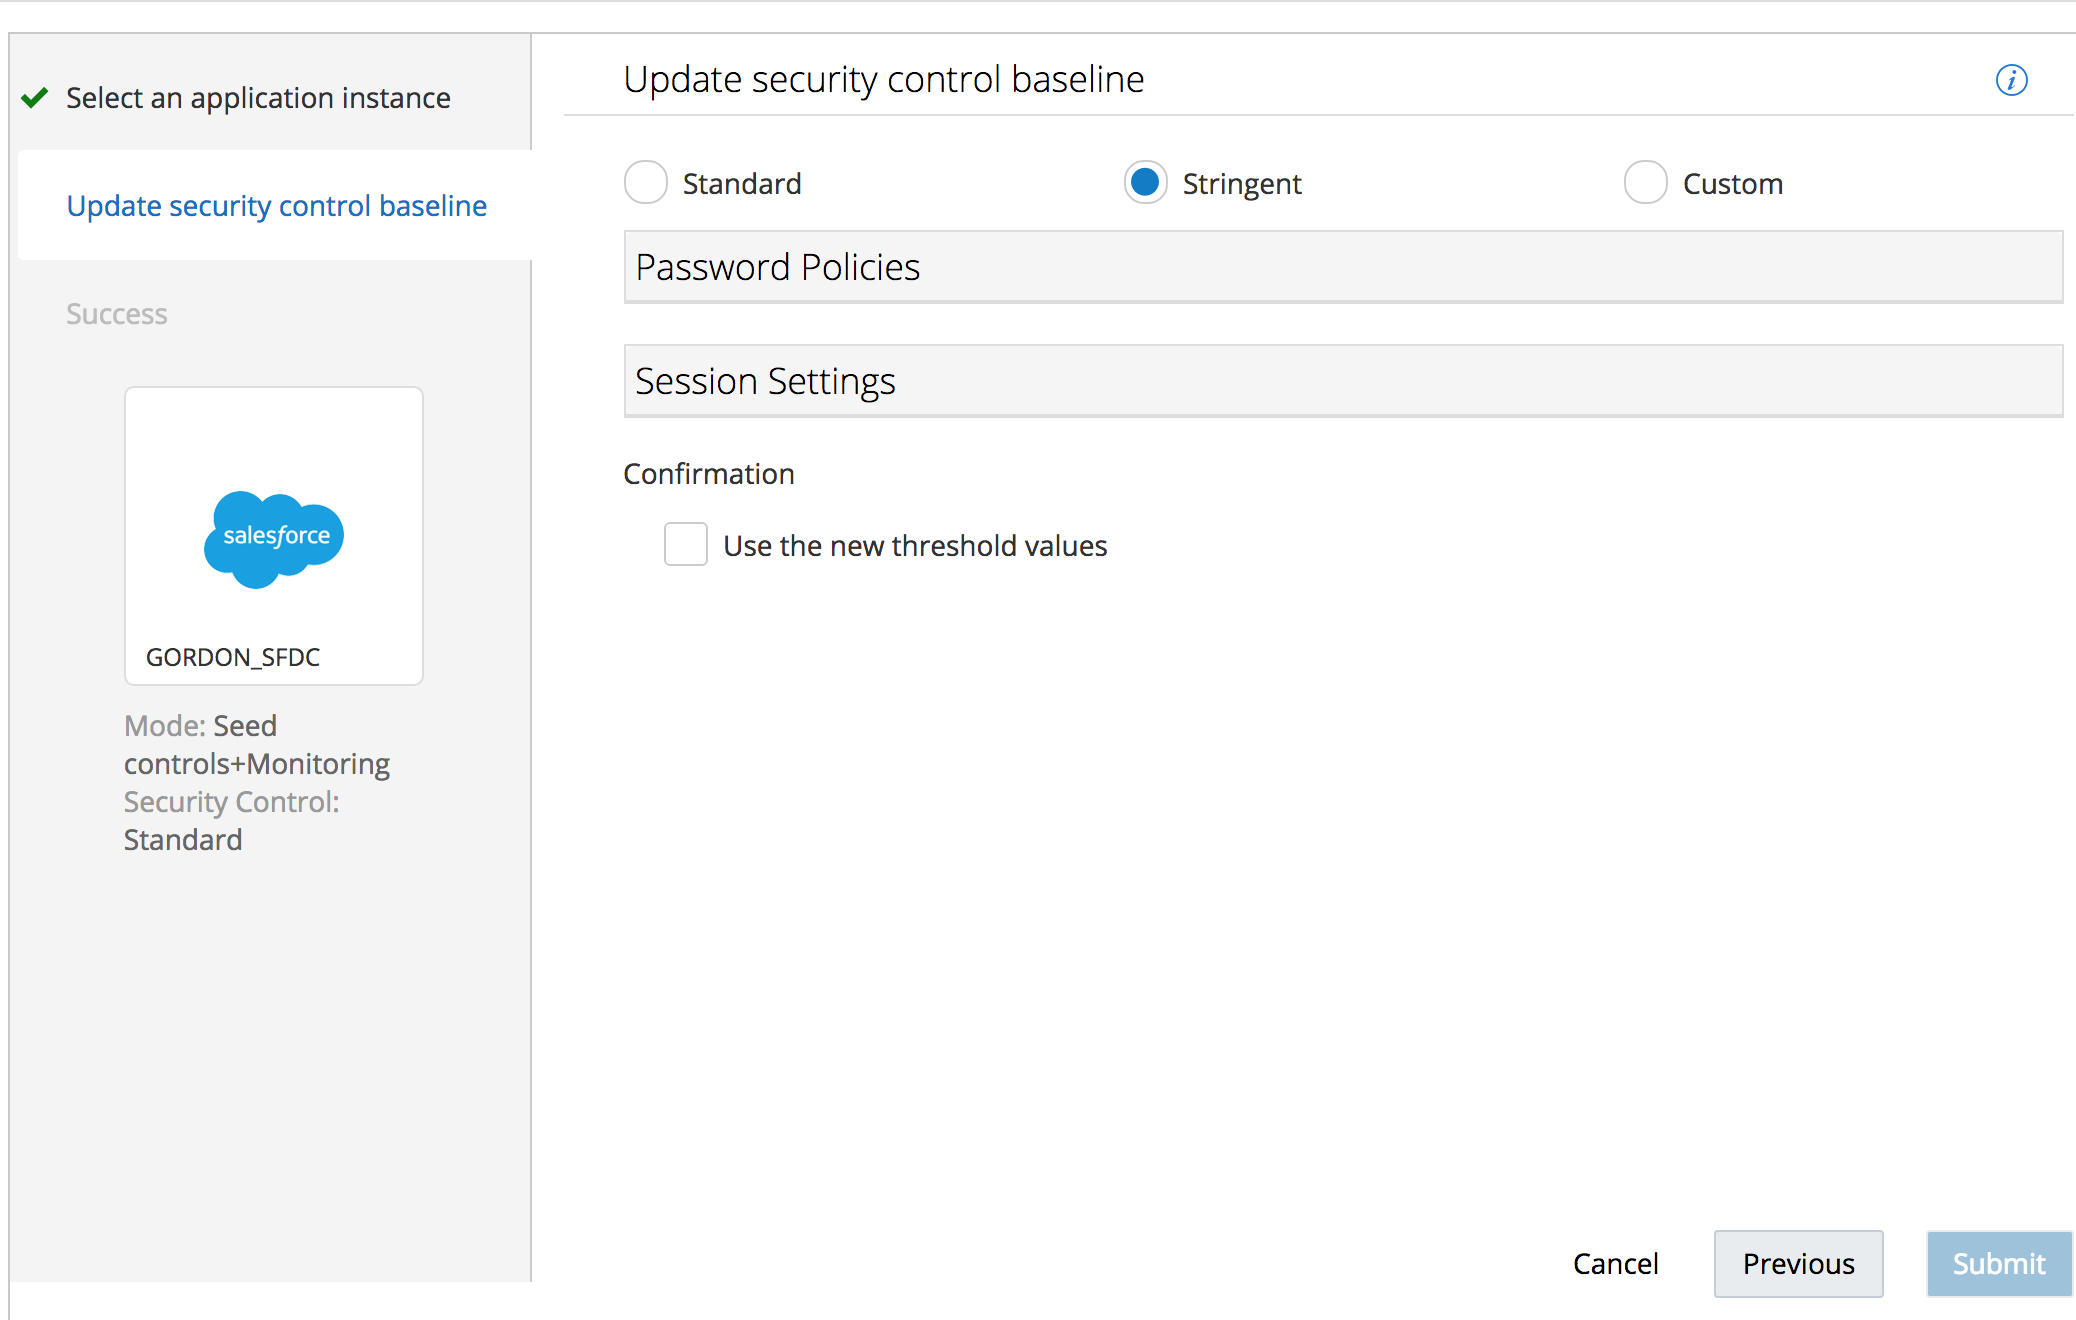 Select an application instance
Update security control baseline
Success
salesforce
GORDON_SFDC
Mode: Seed
controls+Monitoring
Security Control:
Standard
Update security control baseline
i
Standard
Stringent
Custom
Password Policies
Session Settings
Confirmation
Use the new threshold values
Cancel
Previous
Submit